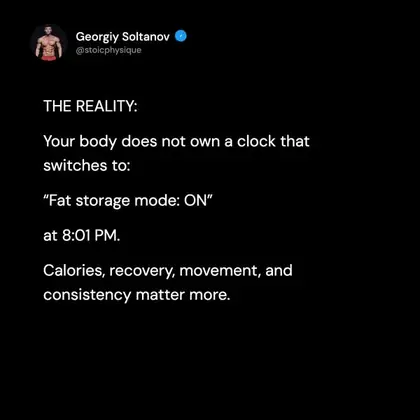 Georgiy Soltanov
@stoicphysique
THE REALITY:
Your body does not own a clock that
switches to:
“Fat storage mode: ON”
at 8:01 PM.
Calories, recovery, movement, and
consistency matter more.